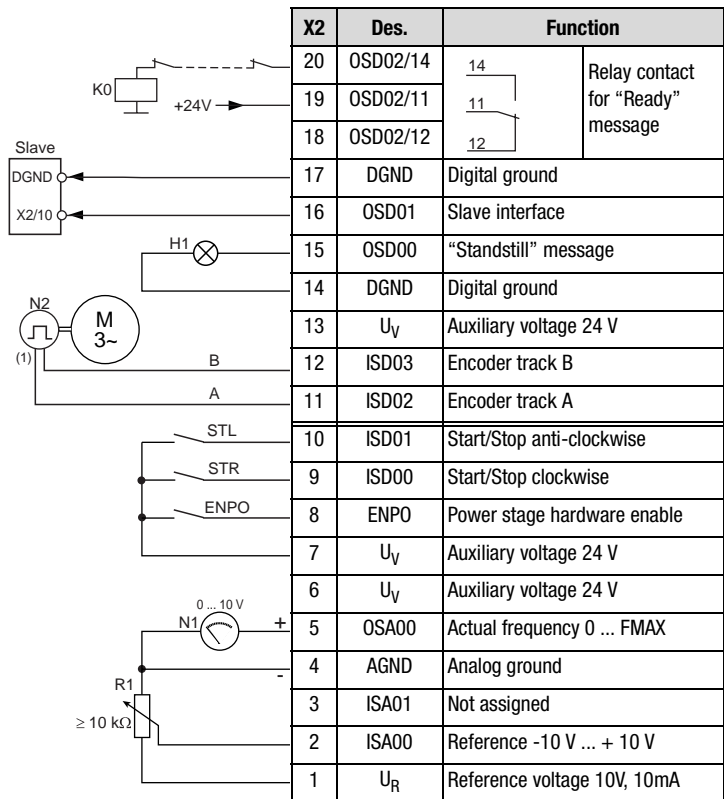 X2 Des. Function
20 OSD02/14 14 Relay contact
K0 +24V 19 OSD02/11 11 for “Ready”
18 OSD02/12 12 message
Slave
DGND 17 DGND Digital ground
X2/10 16 OSD01 Slave interface
H1 15 OSD00 “Standstill” message
14 DGND Digital ground
N2 M 3~ 13 UV Auxiliary voltage 24 V
(1) B 12 ISD03 Encoder track B
A 11 ISD02 Encoder track A
STL 10 ISD01 Start/Stop anti-clockwise
STR 9 ISD00 Start/Stop clockwise
ENPO 8 ENPO Power stage hardware enable
7 UV Auxiliary voltage 24 V
6 UV Auxiliary voltage 24 V
0 ... 10 V
N1 + 5 OSA00 Actual frequency 0 ... FMAX
- 4 AGND Analog ground
R1 3 ISA01 Not assigned
≥ 10 kΩ 2 ISA00 Reference -10 V ... + 10 V
1 UR Reference voltage 10V, 10mA